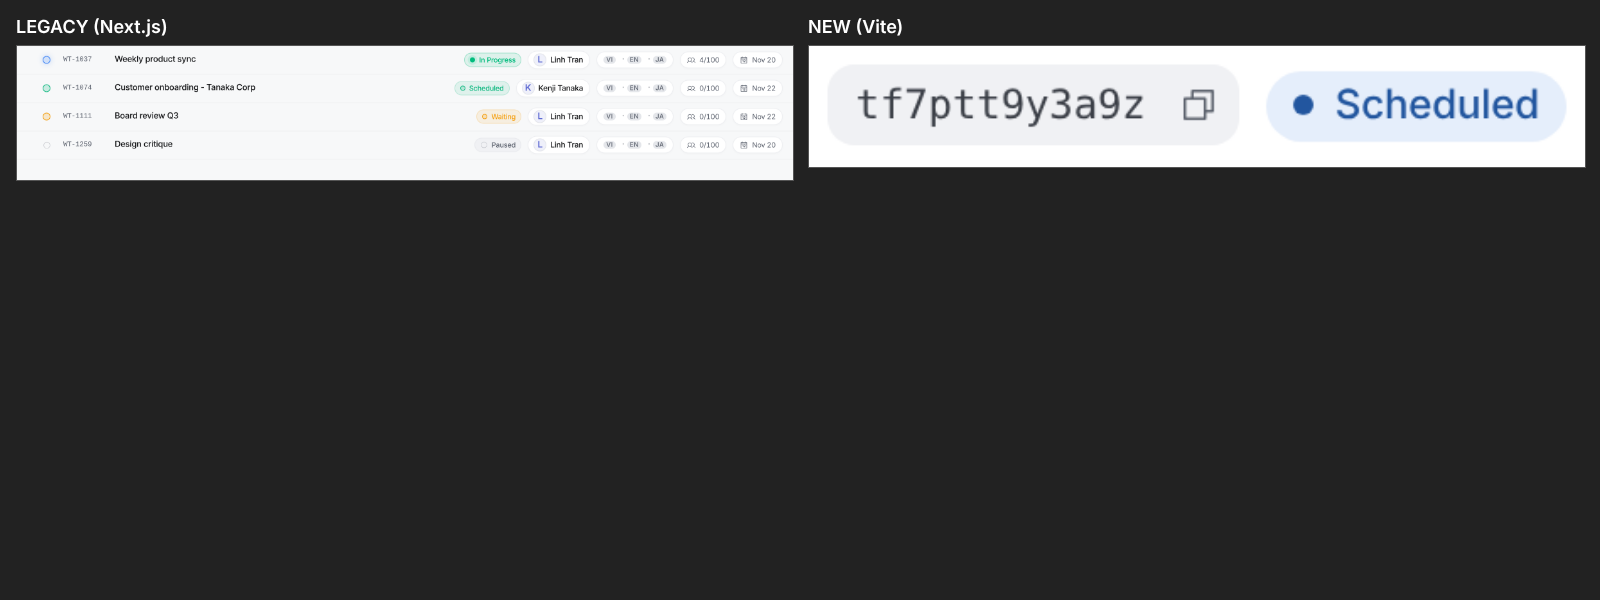 LEGACY (Next.js)
WT-1037 Weekly product sync In Progress L Linh Tran VI · EN · JA 4/100 Nov 20
WT-1074 Customer onboarding - Tanaka Corp Scheduled K Kenji Tanaka VI · EN · JA 0/100 Nov 22
WT-1111 Board review Q3 Waiting L Linh Tran VI · EN · JA 0/100 Nov 22
WT-1259 Design critique Paused L Linh Tran VI · EN · JA 0/100 Nov 20
NEW (Vite)
tf7ptt9y3a9z Scheduled